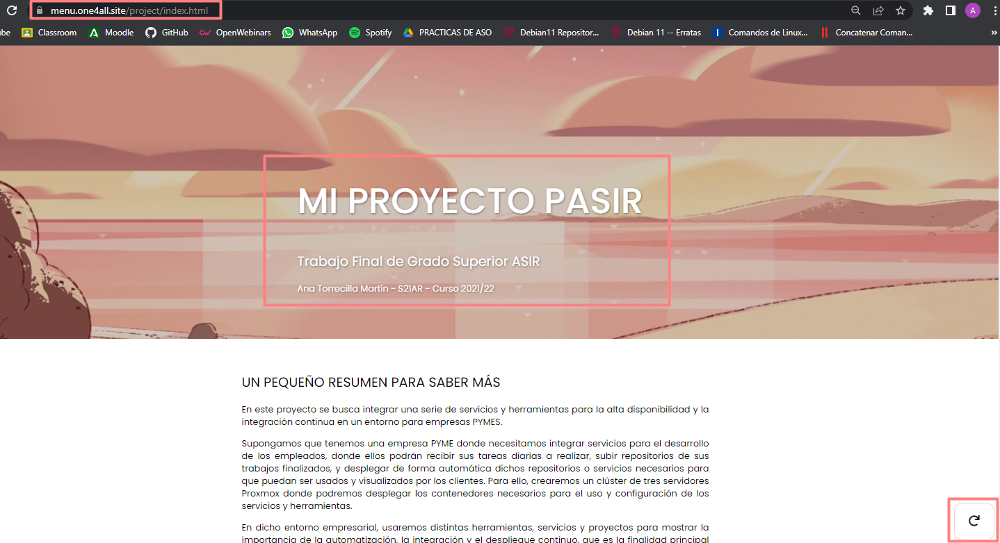 menu.one4all.site/project/index.html
A
be Classroom Moodle GitHub OpenWebinars WhatsApp Spotify PRACTICAS DE ASO Debian11 Repositor... Debian 11 -- Erratas Comandos de Linux... Concatenar Coman... »
MI PROYECTO PASIR
Trabajo Final de Grado Superior ASIR
Ana Torrecilla Martín - S21AR - Curso 2021/22
UN PEQUEÑO RESUMEN PARA SABER MÁS
En este proyecto se busca integrar una serie de servicios y herramientas para la alta disponibilidad y la
integración continua en un entorno para empresas PYMES.
Supongamos que tenemos una empresa PYME donde necesitamos integrar servicios para el desarrollo
de los empleados, donde ellos podrán recibir sus tareas diarias a realizar, subir repositorios de sus
trabajos finalizados, y desplegar de forma automática dichos repositorios o servicios necesarios para
que puedan ser usados y visualizados por los clientes. Para ello, crearemos un clúster de tres servidores
Proxmox donde podremos desplegar los contenedores necesarios para el uso y configuración de los
servicios y herramientas.
En dicho entorno empresarial, usaremos distintas herramientas, servicios y proyectos para mostrar la
importancia de la automatización, la integración y el despliegue continuo, que es la finalidad principal